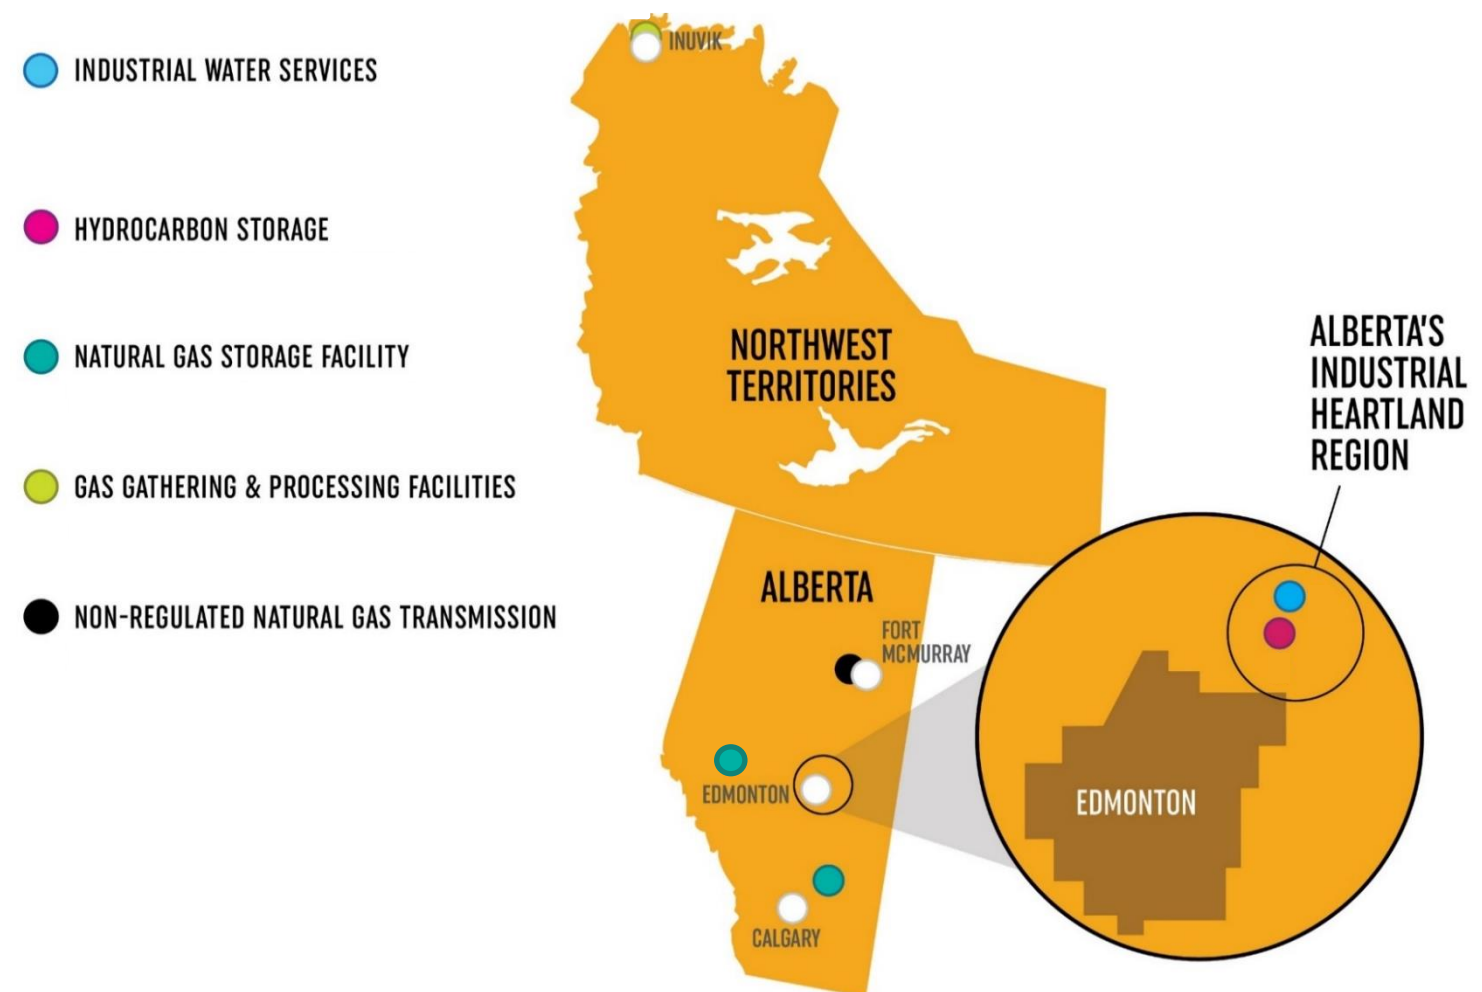 INDUSTRIAL WATER SERVICES
HYDROCARBON STORAGE
NATURAL GAS STORAGE FACILITY
GAS GATHERING & PROCESSING FACILITIES
NON-REGULATED NATURAL GAS TRANSMISSION
INUVIK
NORTHWEST
TERRITORIES
ALBERTA
FORT
MCMURRAY
EDMONTON
CALGARY
ALBERTA'S
INDUSTRIAL
HEARTLAND
REGION
EDMONTON